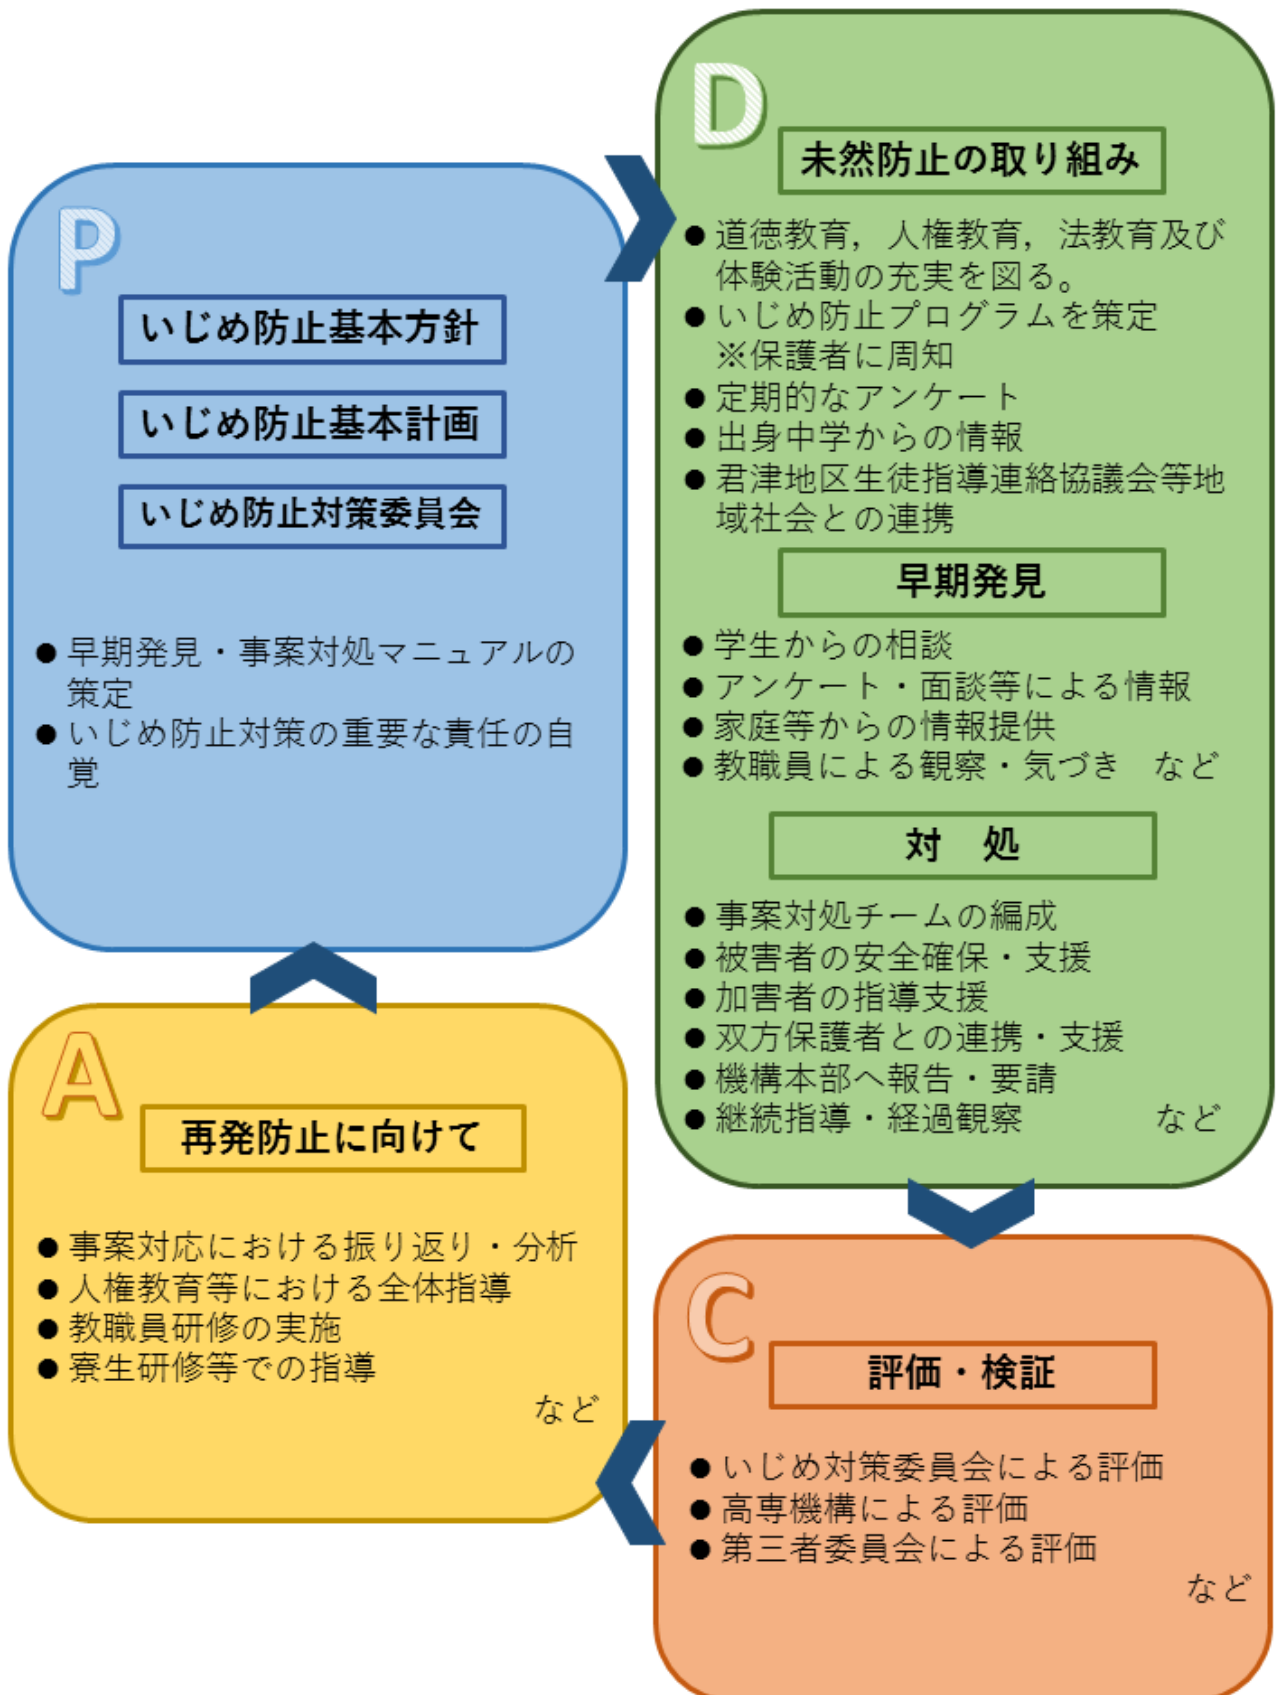 P
いじめ防止基本方針
いじめ防止基本計画
いじめ防止対策委員会
●早期発見・事案対処マニュアルの
策定
●いじめ防止対策の重要な責任の自
覚
D
未然防止の取り組み
●道徳教育，人権教育，法教育及び
体験活動の充実を図る。
●いじめ防止プログラムを策定
※保護者に周知
●定期的なアンケート
●出身中学からの情報
●君津地区生徒指導連絡協議会等地
域社会との連携
早期発見
●学生からの相談
●アンケート・面談等による情報
●家庭等からの情報提供
●教職員による観察・気づき　など
対　処
●事案対処チームの編成
●被害者の安全確保・支援
●加害者の指導支援
●双方保護者との連携・支援
●機構本部へ報告・要請
●継続指導・経過観察　　　　など
C
評価・検証
●いじめ対策委員会による評価
●高専機構による評価
●第三者委員会による評価
など
A
再発防止に向けて
●事案対応における振り返り・分析
●人権教育等における全体指導
●教職員研修の実施
●寮生研修等での指導
など